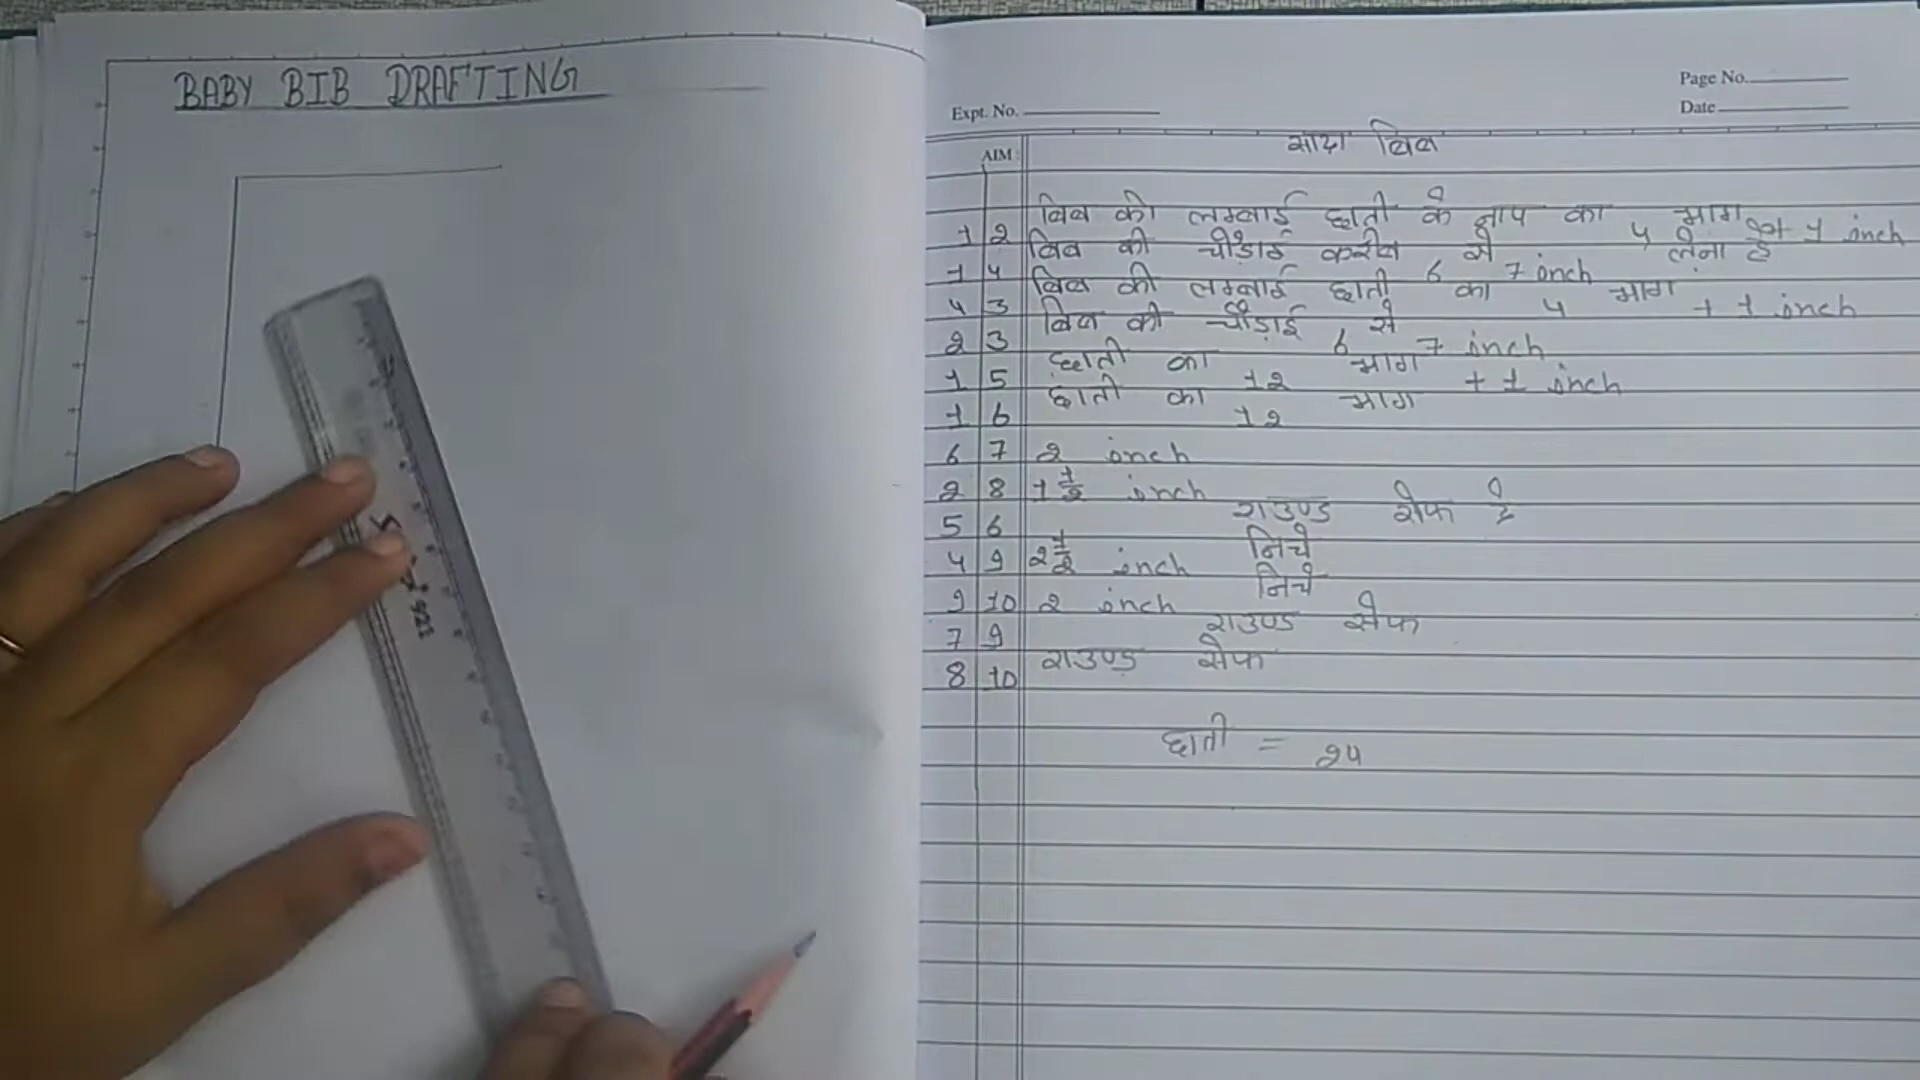 BABY BIB DRAFTING
Page No.
Expt. No.
Date
सादा बिब
AIM :
1 2 बिब की लम्बाई छाती के नाप का 4 भाग + 1 inch
लेना है
1 4 बिब की चौड़ाई करीब 6 से 7 inch
4 3 बिब की लम्बाई छाती का 4 भाग + 1 inch
2 3 बिब की चौड़ाई 6 से 7 inch
1 5 छाती का 12 भाग + 1 inch
1 6 छाती का 12 भाग
6 7 2 inch
2 8 1 1/2 inch
5 6 राउण्ड सेफ दे
4 9 2 1/2 inch निचे
9 10 2 inch निचे
7 9 राउण्ड सेफ
8 10 राउण्ड सेफ
छाती =
921